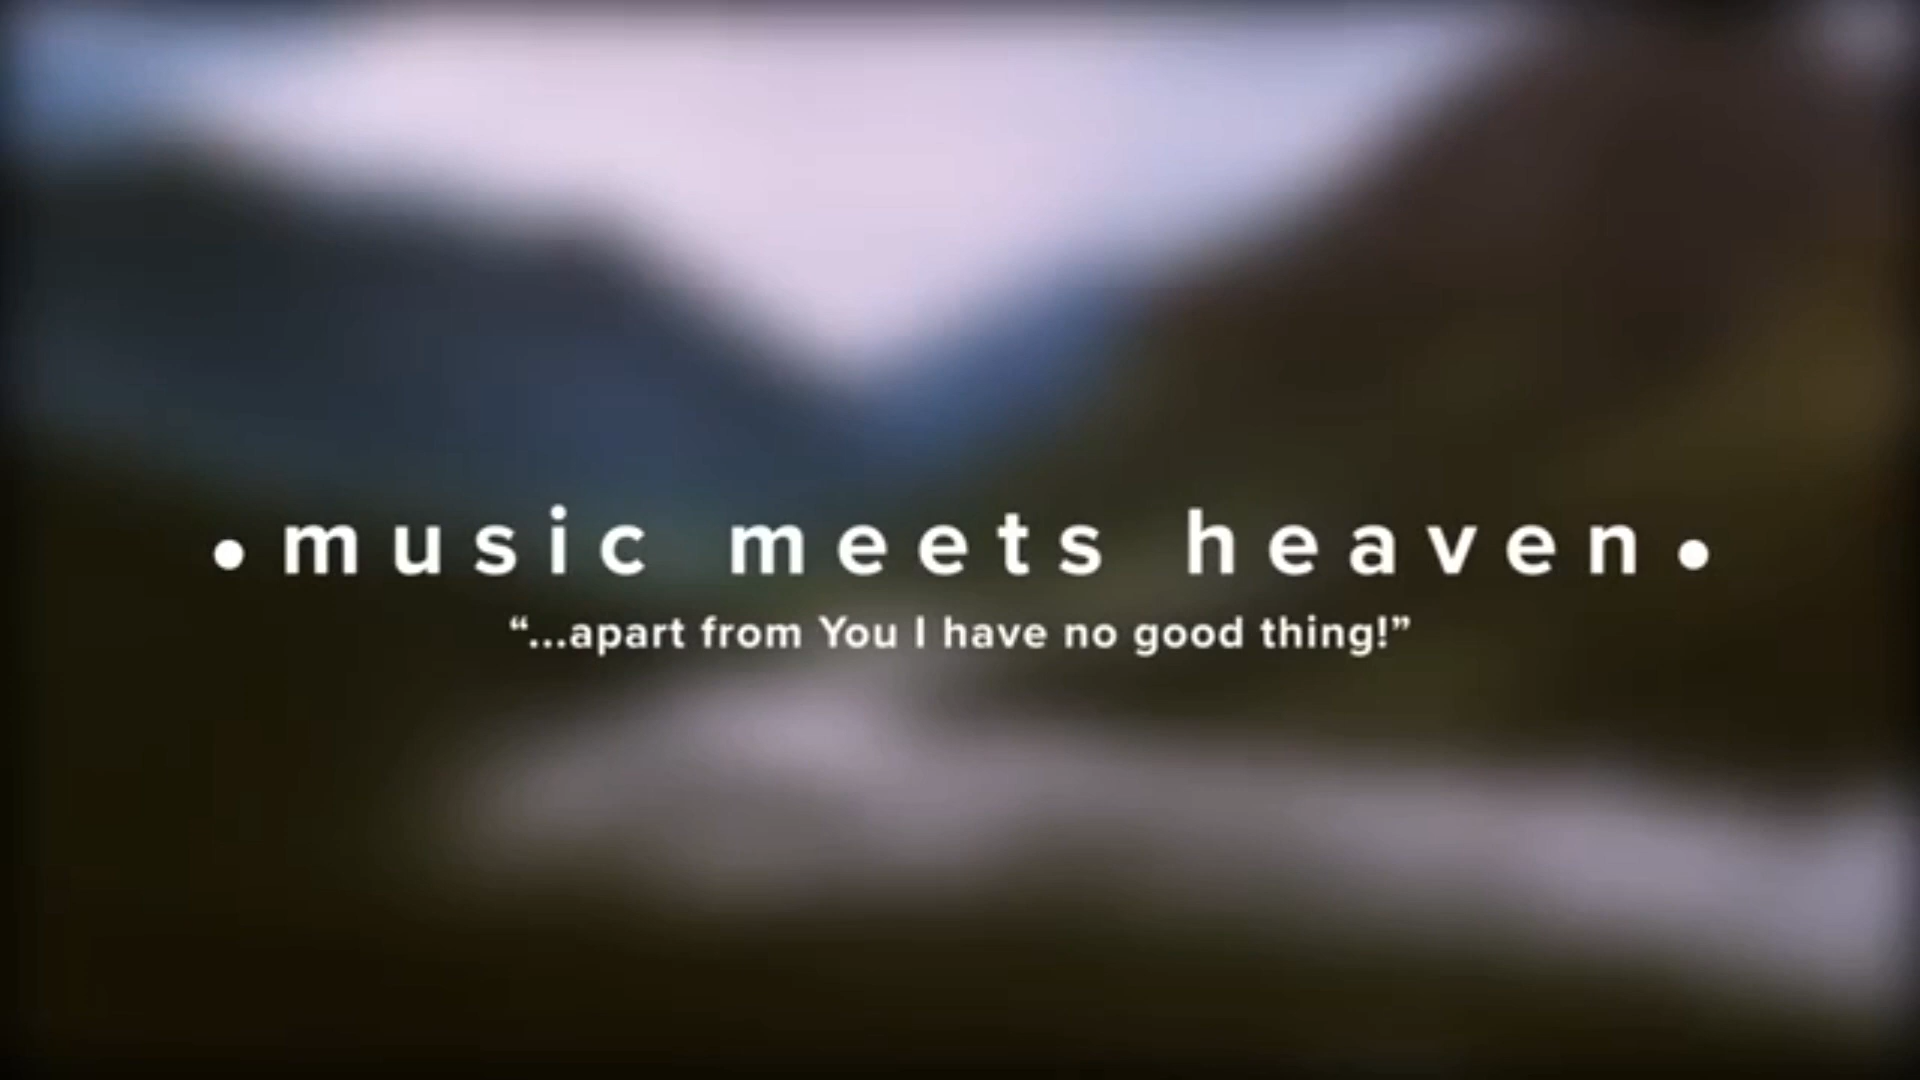 •music meets heaven•
“...apart from You I have no good thing!”